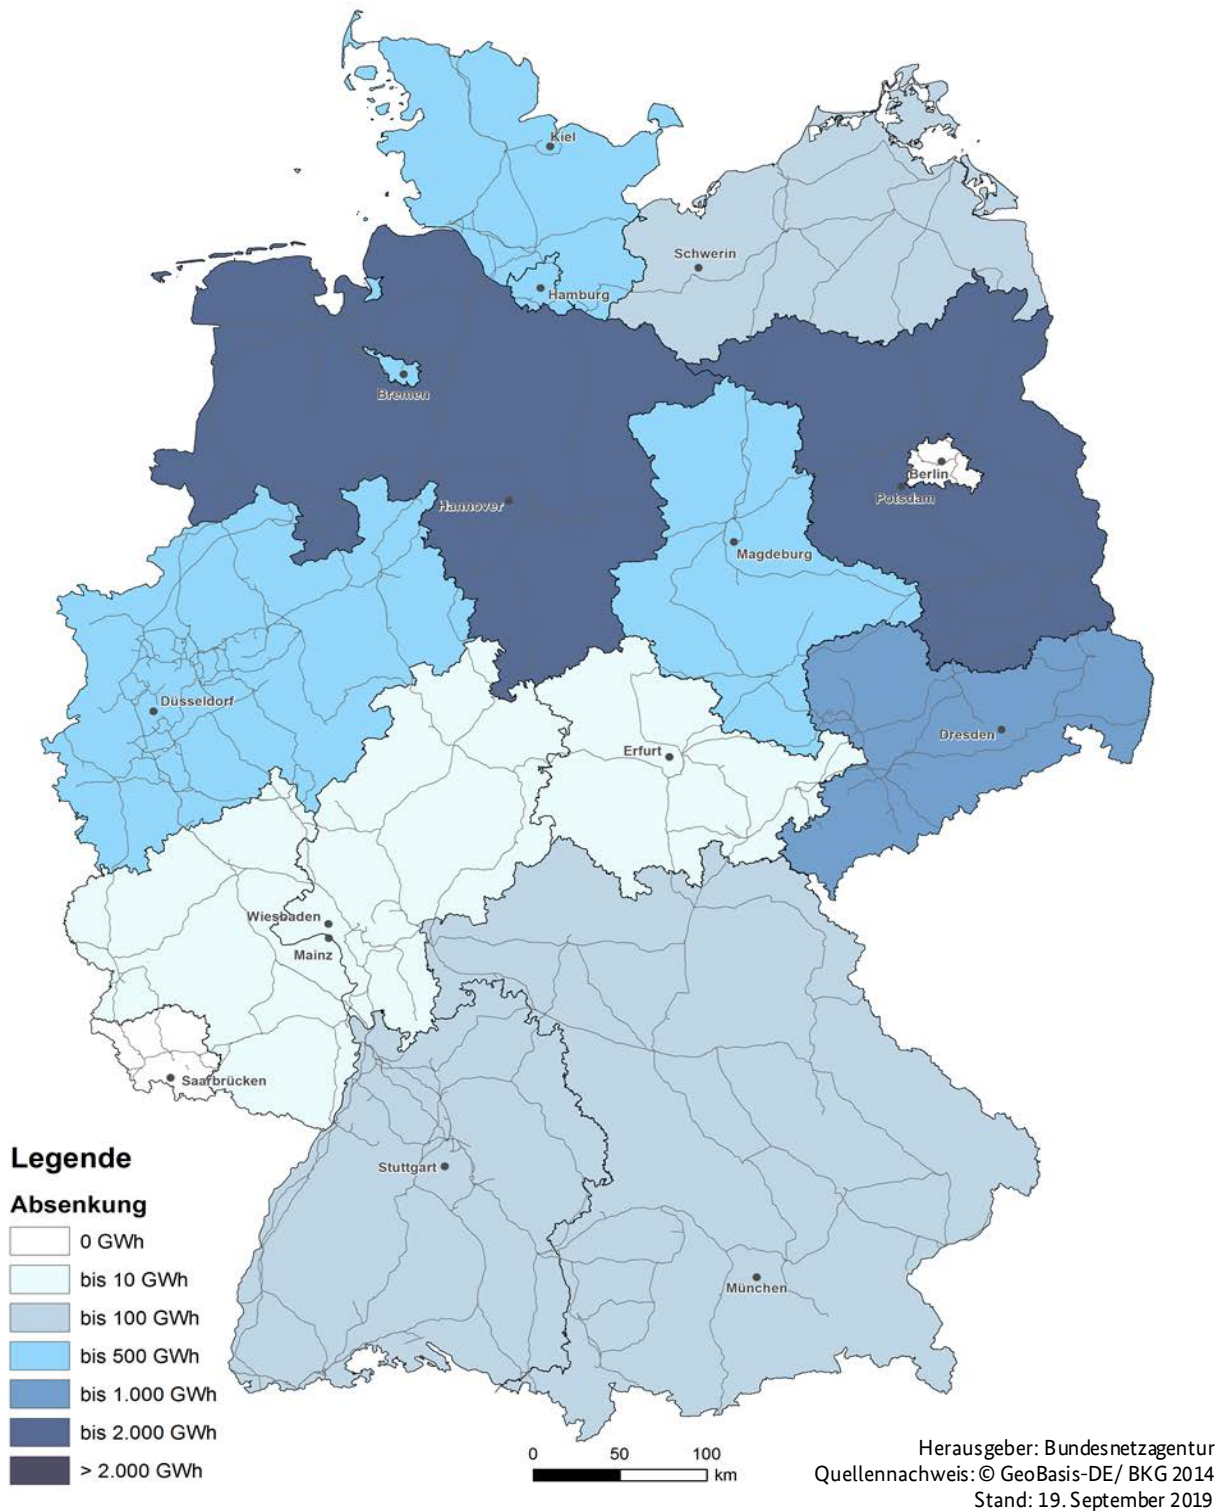 Kiel
Schwerin
Hamburg
Bremen
Berlin
Potsdam
Hannover
Magdeburg
Düsseldorf
Dresden
Erfurt
Wiesbaden
Mainz
Saarbrücken
Stuttgart
München
Legende
Absenkung
0 GWh
bis 10 GWh
bis 100 GWh
bis 500 GWh
bis 1.000 GWh
bis 2.000 GWh
> 2.000 GWh
0 50 100
km
Herausgeber: Bundesnetzagentur
Quellennachweis: © GeoBasis-DE/ BKG 2014
Stand: 19. September 2019